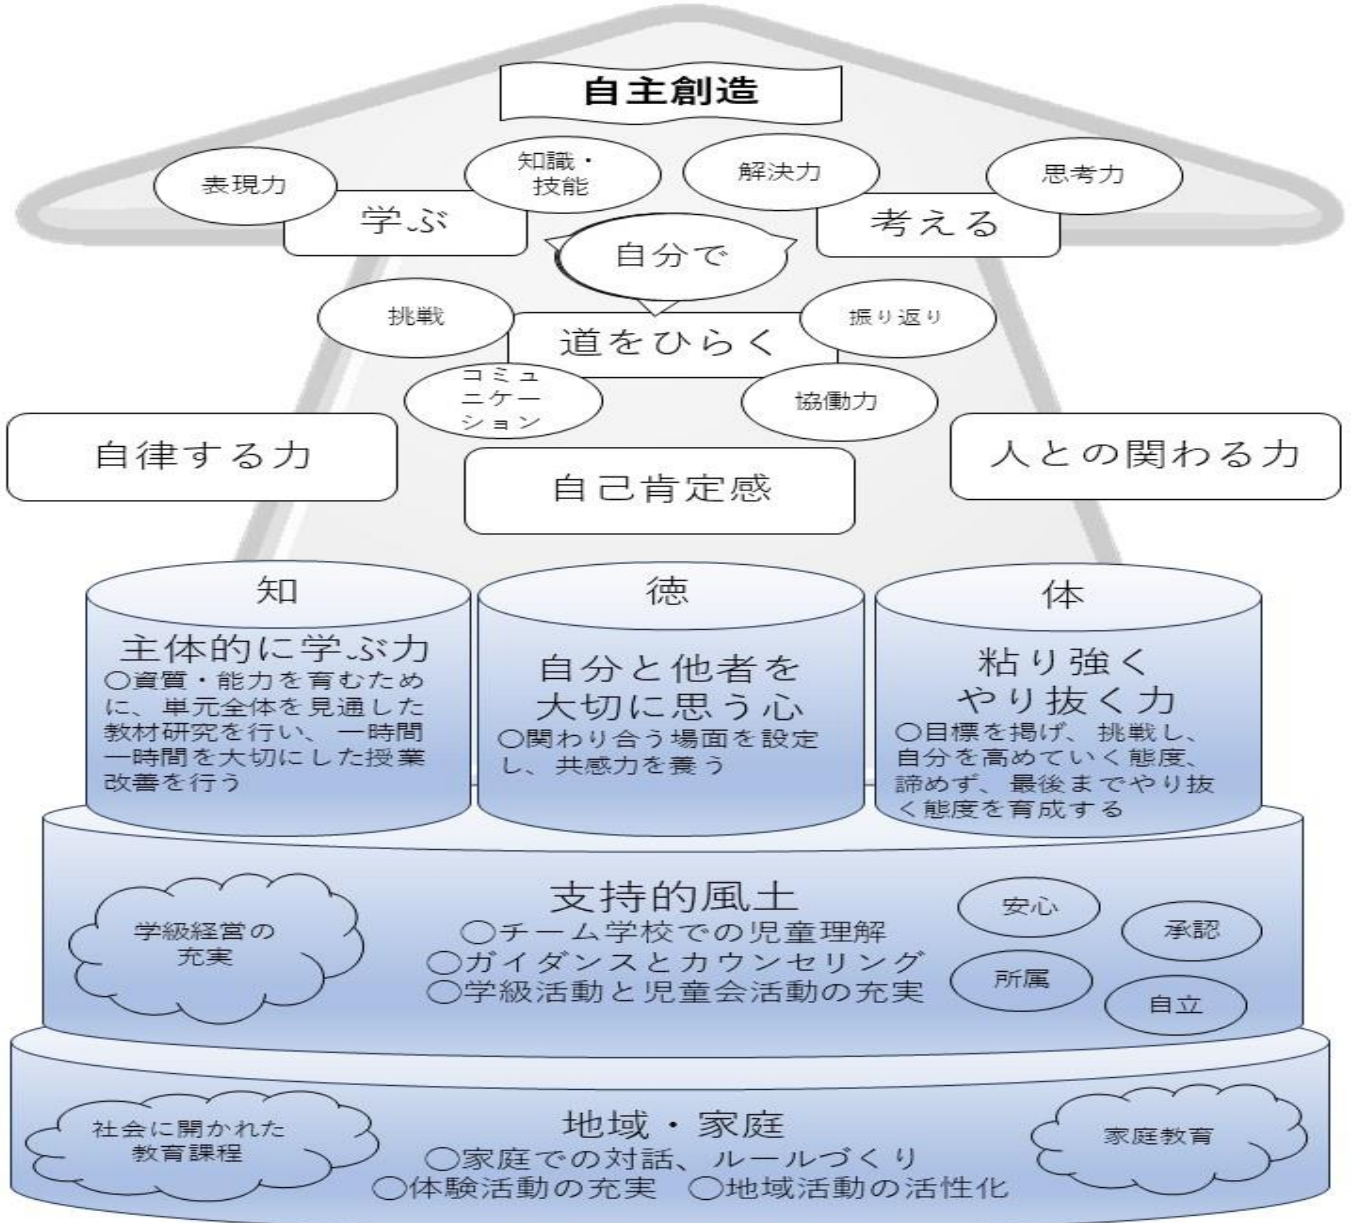 自主創造
表現力
知識・
技能
解決力
思考力
学ぶ
考える
自分で
挑戦
振り返り
道をひらく
コミュ
ニケー
ション
協働力
自律する力
自己肯定感
人との関わる力
知
主体的に学ぶ力
○資質・能力を育むため
に、単元全体を見通した
教材研究を行い、一時間
一時間を大切にした授業
改善を行う
徳
自分と他者を
大切に思う心
○関わり合う場面を設定
し、共感力を養う
体
粘り強く
やり抜く力
○目標を掲げ、挑戦し、
自分を高めていく態度、
諦めず、最後までやり抜
く態度を育成する
学級経営の
充実
支持的風土
○チーム学校での児童理解
○ガイダンスとカウンセリング
○学級活動と児童会活動の充実
安心
承認
所属
自立
社会に開かれた
教育課程
地域・家庭
○家庭での対話、ルールづくり
○体験活動の充実　○地域活動の活性化
家庭教育